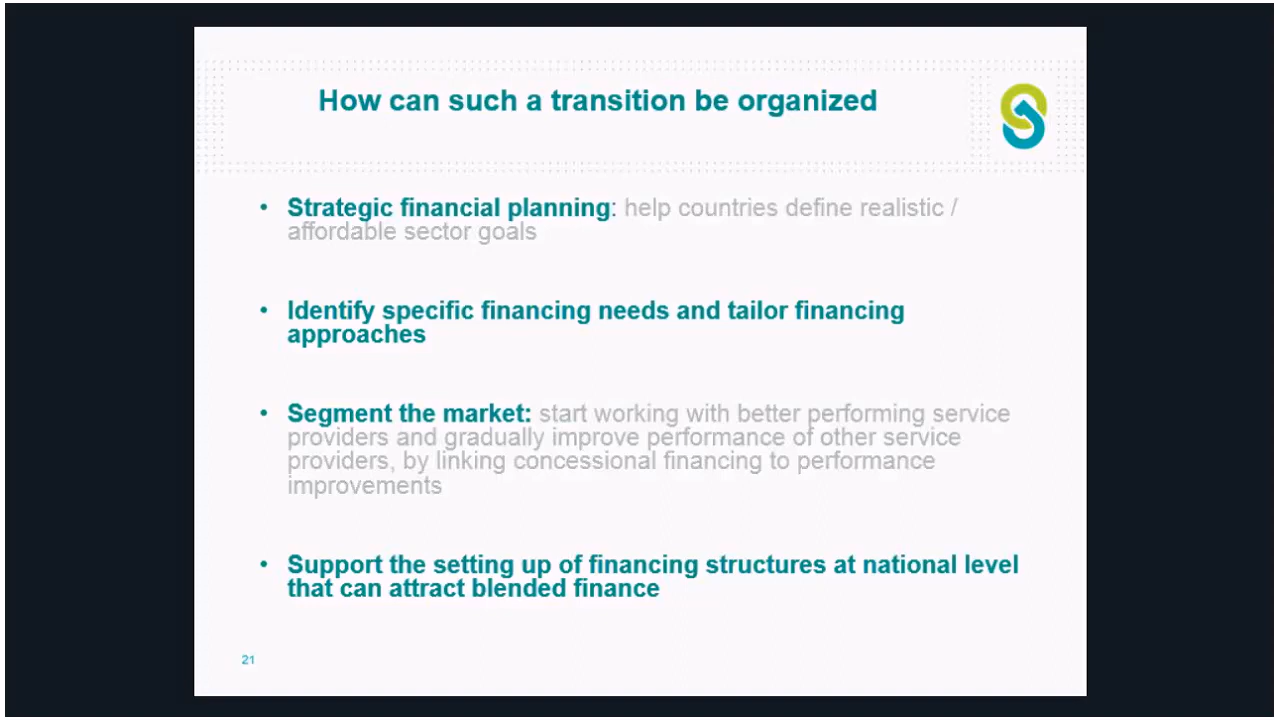 How can such a transition be organized
• Strategic financial planning: help countries define realistic /
affordable sector goals
• Identify specific financing needs and tailor financing
approaches
• Segment the market: start working with better performing service
providers and gradually improve performance of other service
providers, by linking concessional financing to performance
improvements
• Support the setting up of financing structures at national level
that can attract blended finance
21